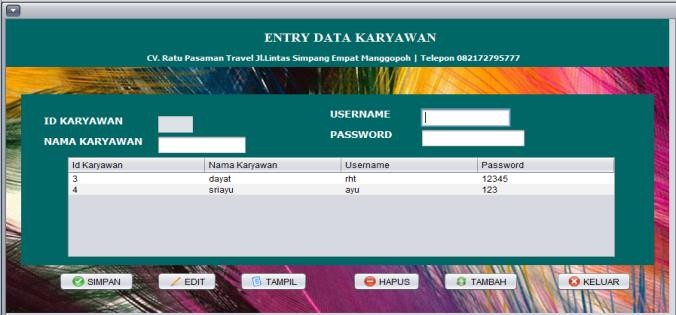 ENTRY DATA KARYAWAN
CV. Ratu Pasaman Travel Jl.Lintas Simpang Empat Manggopoh | Telepon 082172795777
ID KARYAWAN
NAMA KARYAWAN
USERNAME
PASSWORD
Id Karyawan Nama Karyawan Username Password
3 dayat rht 12345
4 sriayu ayu 123
SIMPAN EDIT TAMPIL HAPUS TAMBAH KELUAR